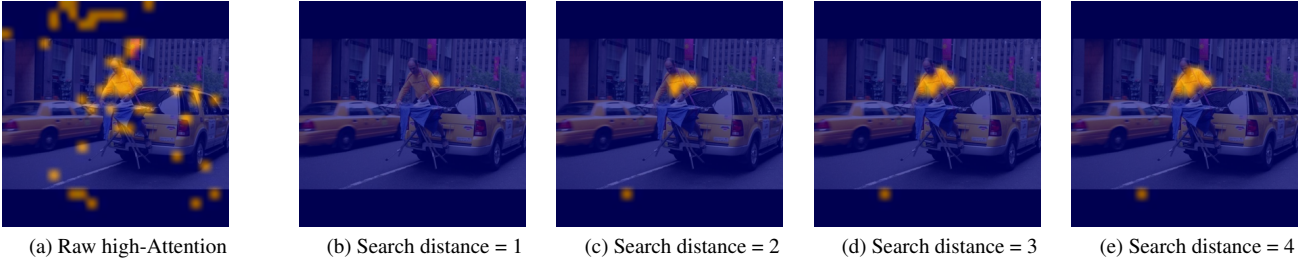 (a) Raw high-Attention
(b) Search distance = 1
(c) Search distance = 2
(d) Search distance = 3
(e) Search distance = 4